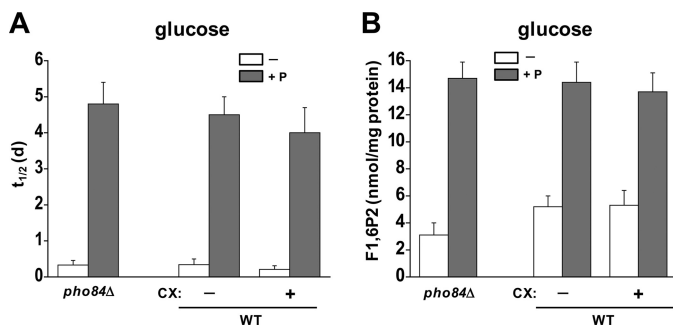 A
glucose
t1/2 (d)
6
5
4
3
2
1
0
–
+ P
pho84Δ
CX:
–
+
WT
B
glucose
F1,6P2 (nmol/mg protein)
16
14
12
10
8
6
4
2
0
–
+ P
pho84Δ
CX:
–
+
WT